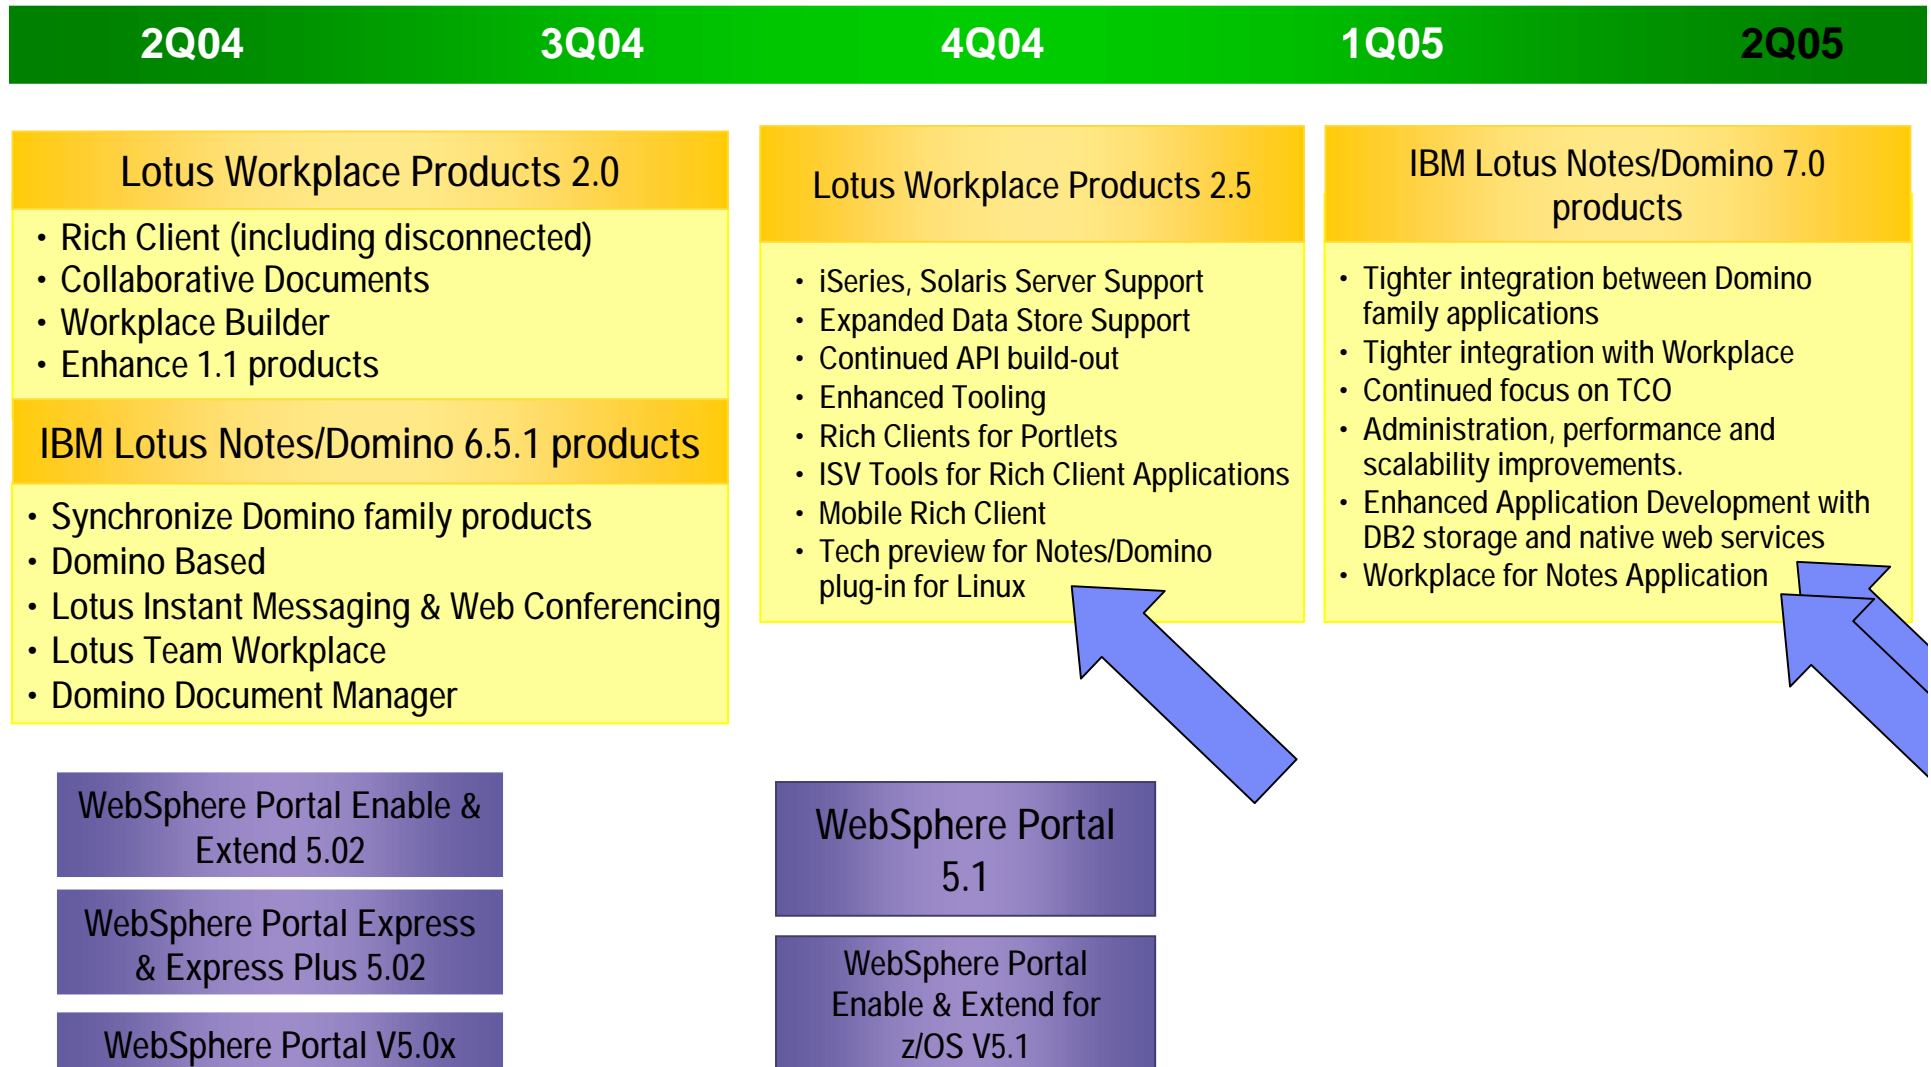 2Q04 3Q04 4Q04 1Q05 2Q05
Lotus Workplace Products 2.0
• Rich Client (including disconnected)
• Collaborative Documents
• Workplace Builder
• Enhance 1.1 products
IBM Lotus Notes/Domino 6.5.1 products
• Synchronize Domino family products
• Domino Based
• Lotus Instant Messaging & Web Conferencing
• Lotus Team Workplace
• Domino Document Manager
WebSphere Portal Enable &
Extend 5.02
WebSphere Portal Express
& Express Plus 5.02
WebSphere Portal V5.0x
Lotus Workplace Products 2.5
• iSeries, Solaris Server Support
• Expanded Data Store Support
• Continued API build-out
• Enhanced Tooling
• Rich Clients for Portlets
• ISV Tools for Rich Client Applications
• Mobile Rich Client
• Tech preview for Notes/Domino
plug-in for Linux
WebSphere Portal
5.1
WebSphere Portal
Enable & Extend for
z/OS V5.1
IBM Lotus Notes/Domino 7.0
products
• Tighter integration between Domino
family applications
• Tighter integration with Workplace
• Continued focus on TCO
• Administration, performance and
scalability improvements.
• Enhanced Application Development with
DB2 storage and native web services
• Workplace for Notes Application